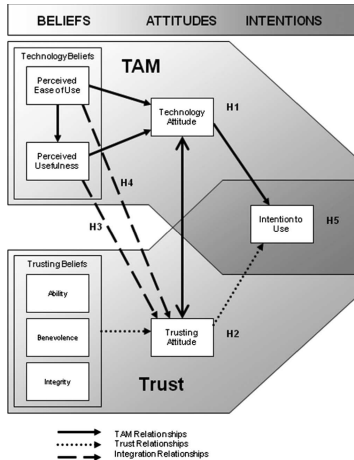 BELIEFS ATTITUDES INTENTIONS
Technology Beliefs
TAM
Perceived
Ease of Use
Technology
Attitude
H1
Perceived
Usefulness
H4
H3
Intention to
Use
H5
Trusting Beliefs
Ability
Benevolence
Integrity
Trusting
Attitude
H2
Trust
TAM Relationships
Trust Relationships
Integration Relationships